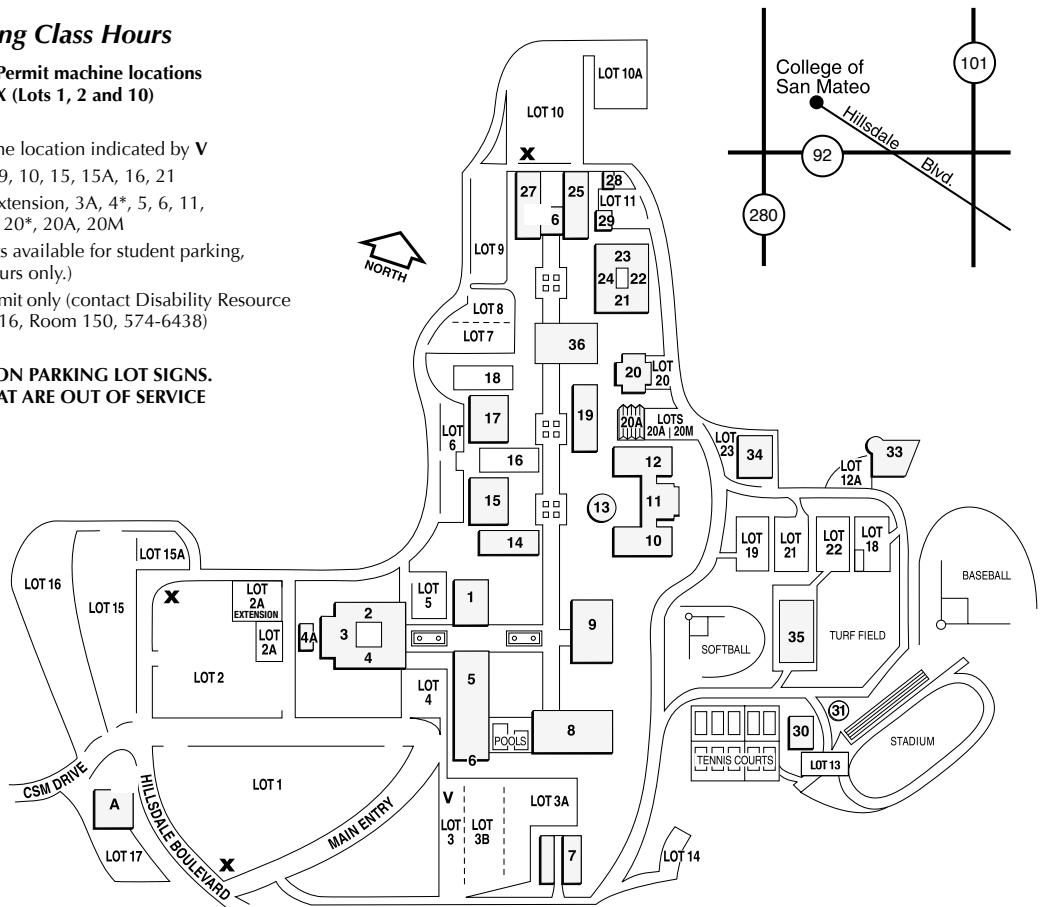 ng Class Hours
Permit machine locations
X (Lots 1, 2 and 10)
ne location indicated by V
9, 10, 15, 15A, 16, 21
xtension, 3A, 4*, 5, 6, 11,
20*, 20A, 20M
s available for student parking,
urs only.)
mit only (contact Disability Resource
16, Room 150, 574-6438)
ON PARKING LOT SIGNS.
AT ARE OUT OF SERVICE
College of
San Mateo
Hillsdale Blvd.
101
92
280
NORTH
LOT 10A
LOT 10
X
27
6
25
28
LOT 11
29
LOT 9
23
24
22
21
LOT 8
LOT 7
36
18
20
LOT
20
17
19
LOT
6
20A
LOTS
20A | 20M
16
12
LOT
23
34
33
LOT
12A
15
13
11
14
10
LOT
19
LOT
21
LOT
22
LOT
18
BASEBALL
LOT 16
LOT 15A
LOT 15
X
LOT
2A
EXTENSION
LOT
2A
LOT 2
LOT
5
1
2
4A
3
4
9
SOFTBALL
35
TURF FIELD
LOT
4
5
8
POOLS
6
31
30
TENNIS COURTS
LOT 13
STADIUM
CSM DRIVE
A
LOT 17
HILLSDALE BOULEVARD
LOT 1
X
MAIN ENTRY
V
LOT
3
LOT
3B
LOT 3A
7
LOT 14